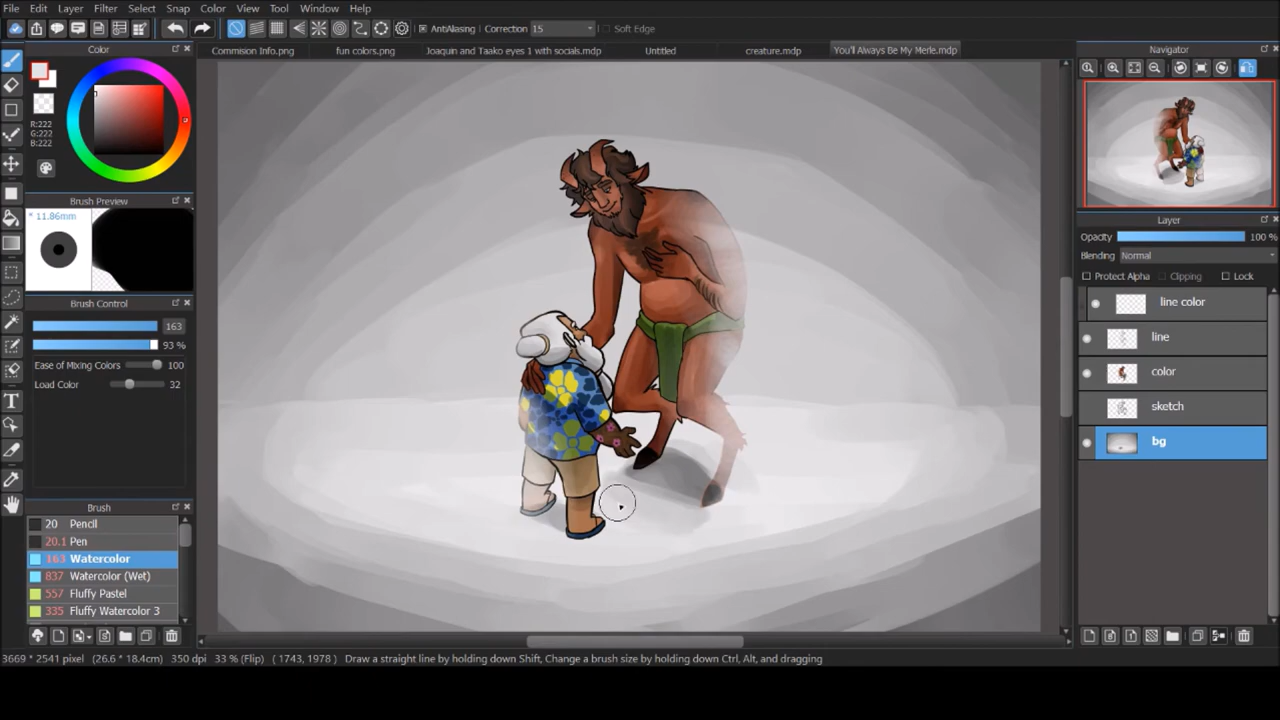 File Edit Layer Filter Select Snap Color View Tool Window Help
AntiAliasing Correction 15 Soft Edge
Color
Commision Info.png fun colors.png Joaquin and Taako eyes 1 wth socials.mdp Untitled creature.mdp You'll Always Be My Merle.mdp
Navigator
R:222
G:222
B:222
Brush Preview
* 11.86mm
Layer
Opacity 100 %
Blending Normal
Protect Alpha Clipping Lock
line color
line
color
sketch
bg
Brush Control
163
93 %
Ease of Mixing Colors 100
Load Color 32
Brush
20 Pencil
20.1 Pen
163 Watercolor
837 Watercolor (Wet)
557 Fluffy Pastel
335 Fluffy Watercolor 3
3669 * 2541 pixel (26.6 * 18.4cm) 350 dpi 33 % (Flip) ( 1743, 1978 ) Draw a straight line by holding down Shift, Change a brush size by holding down Ctrl, Alt, and dragging